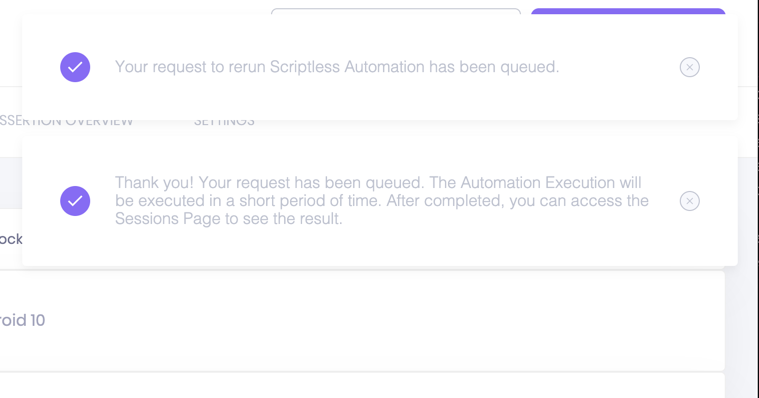 Your request to rerun Scriptless Automation has been queued.
SSERTION OVERVIEW SETTINGS
Thank you! Your request has been queued. The Automation Execution will
be executed in a short period of time. After completed, you can access the
Sessions Page to see the result.
ock
roid 10